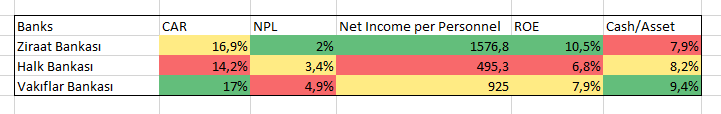 Banks CAR NPL Net Income per Personnel ROE Cash/Asset
Ziraat Bankası 16,9% 2% 1576,8 10,5% 7,9%
Halk Bankası 14,2% 3,4% 495,3 6,8% 8,2%
Vakıflar Bankası 17% 4,9% 925 7,9% 9,4%